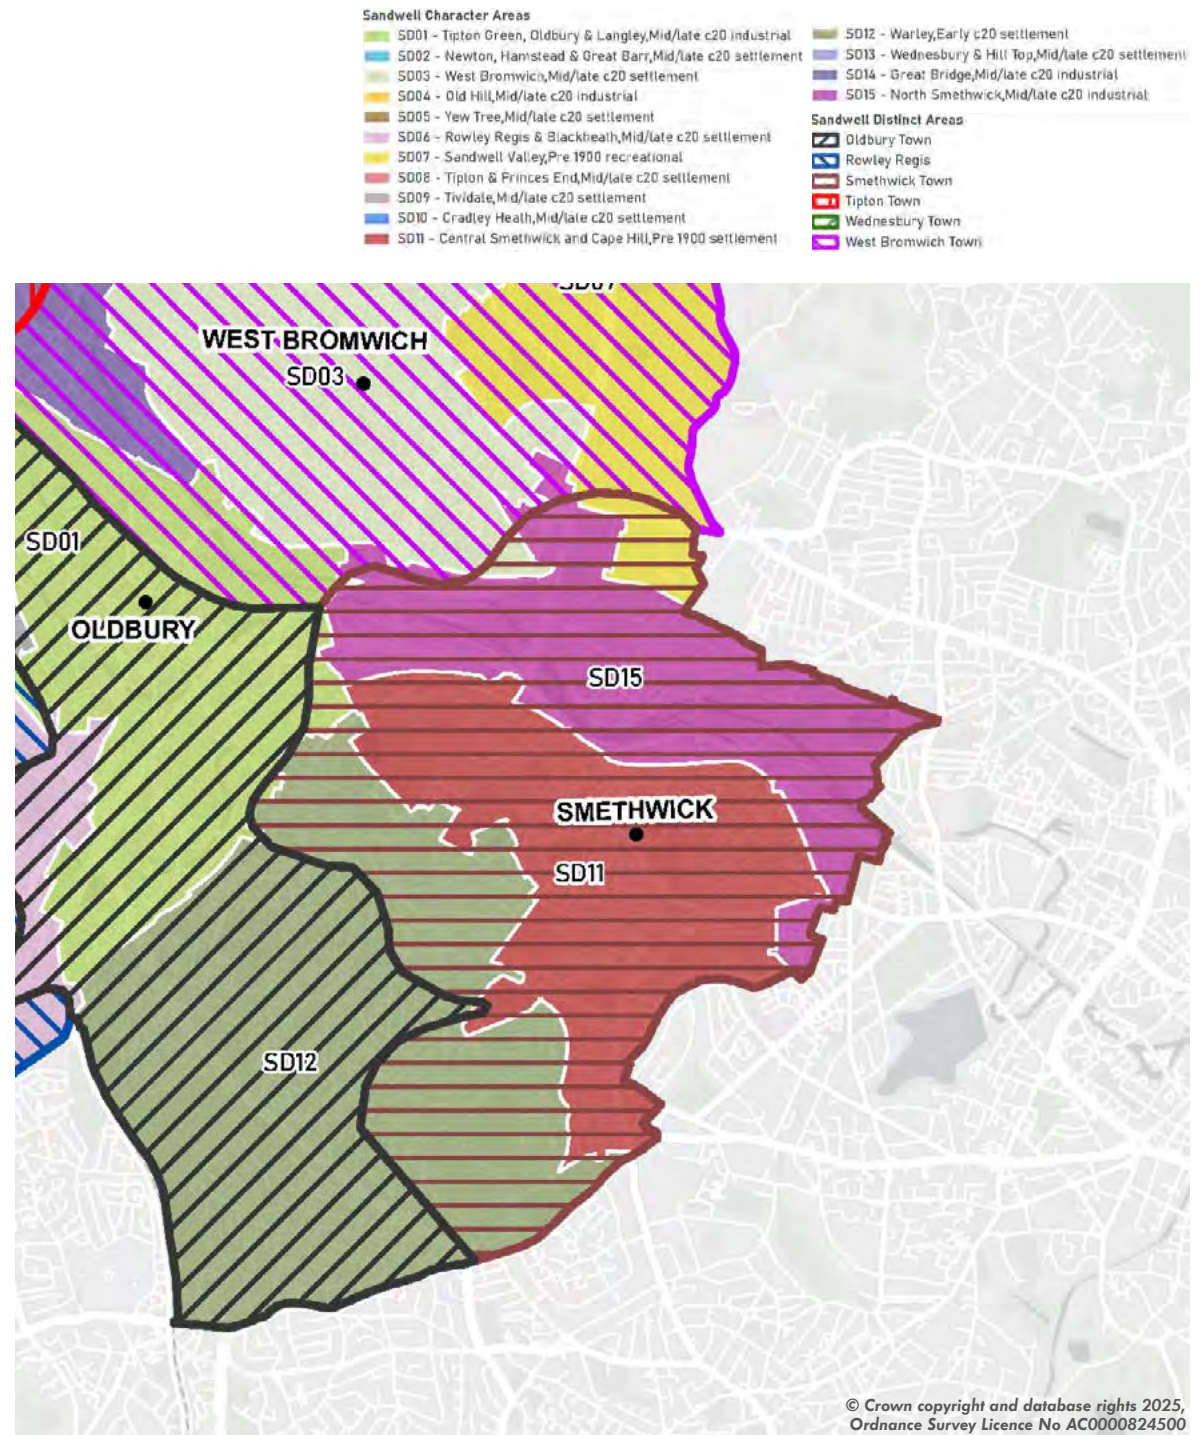 Sandwell Character Areas
SD01 - Tipton Green, Oldbury & Langley,Mid/late c20 industrial
SD02 - Newton, Hamstead & Great Barr,Mid/late c20 settlement
SD03 - West Bromwich,Mid/late c20 settlement
SD04 - Old Hill,Mid/late c20 industrial
SD05 - Yew Tree,Mid/late c20 settlement
SD06 - Rowley Regis & Blackheath,Mid/late c20 settlement
SD07 - Sandwell Valley,Pre 1900 recreational
SD08 - Tipton & Princes End,Mid/late c20 settlement
SD09 - Tividale,Mid/late c20 settlement
SD10 - Cradley Heath,Mid/late c20 settlement
SD11 - Central Smethwick and Cape Hill,Pre 1900 settlement
SD12 - Warley,Early c20 settlement
SD13 - Wednesbury & Hill Top,Mid/late c20 settlement
SD14 - Great Bridge,Mid/late c20 industrial
SD15 - North Smethwick,Mid/late c20 industrial
Sandwell Distinct Areas
Oldbury Town
Rowley Regis
Smethwick Town
Tipton Town
Wednesbury Town
West Bromwich Town
SD07
WEST BROMWICH
SD03
SD01
OLDBURY
SD15
SMETHWICK
SD11
SD12
© Crown copyright and database rights 2025,
Ordnance Survey Licence No AC0000824500